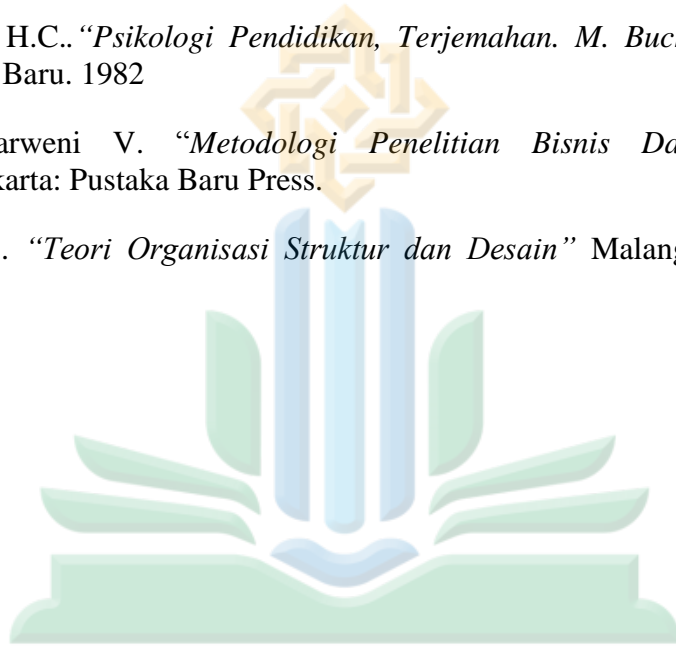 H.C..“Psikologi Pendidikan, Terjemahan. M. Buc
Baru. 1982
arweni V. “Metodologi Penelitian Bisnis Da
karta: Pustaka Baru Press.
. “Teori Organisasi Struktur dan Desain” Malang